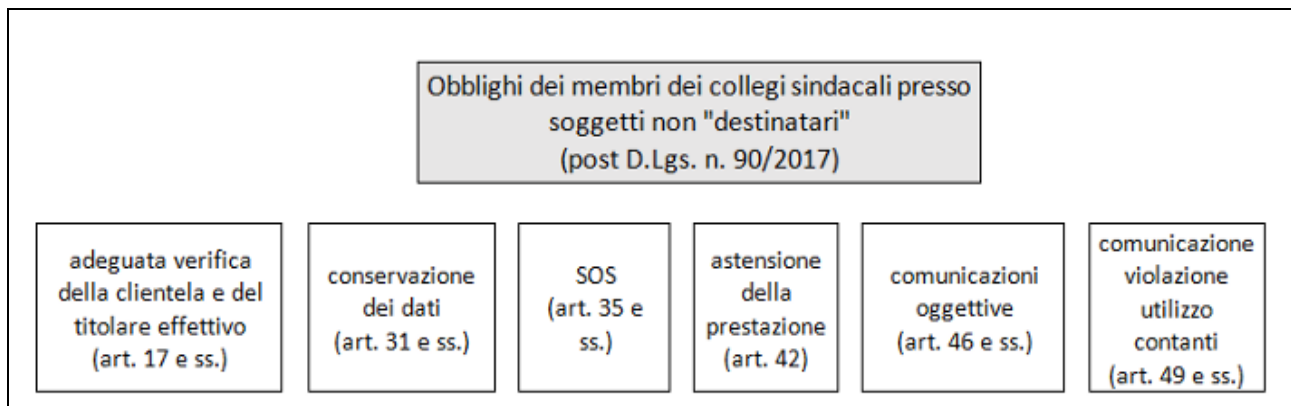 Obblighi dei membri dei collegi sindacali presso
soggetti non "destinatari"
(post D.Lgs. n. 90/2017)
adeguata verifica
della clientela e del
titolare effettivo
(art. 17 e ss.)
conservazione
dei dati
(art. 31 e ss.)
SOS
(art. 35 e
ss.)
astensione
della
prestazione
(art. 42)
comunicazioni
oggettive
(art. 46 e ss.)
comunicazione
violazione
utilizzo
contanti
(art. 49 e ss.)